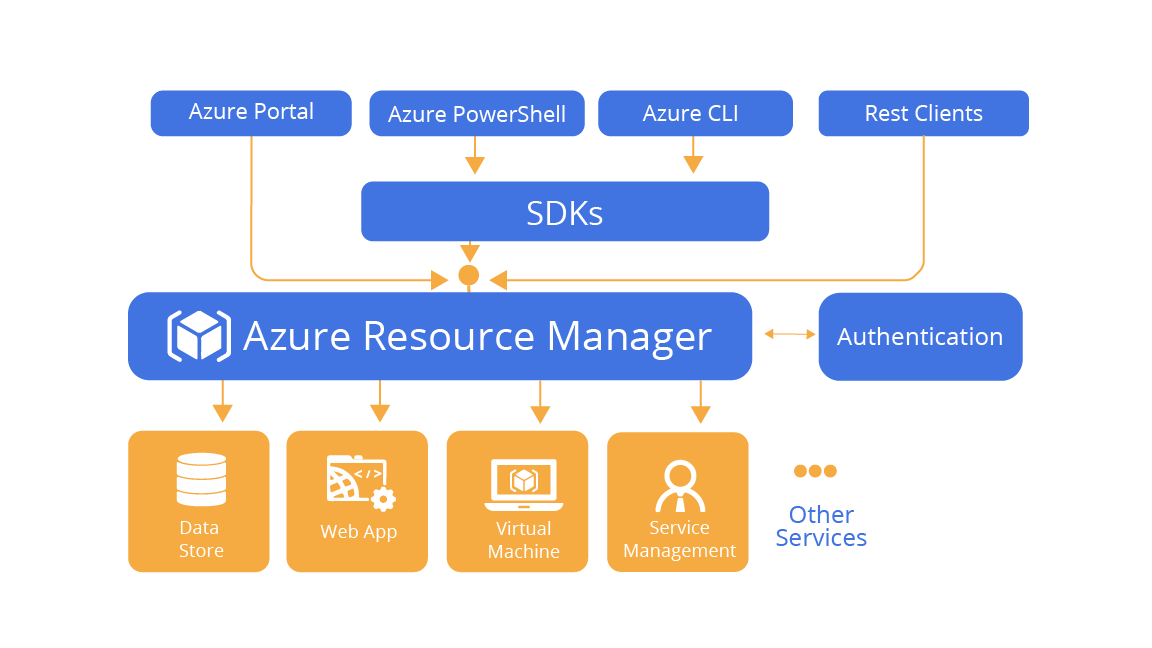 Azure Portal
Azure PowerShell
Azure CLI
Rest Clients
SDKs
Azure Resource Manager
Authentication
Data
Store
Web App
</>
Virtual
Machine
Service
Management
Other
Services